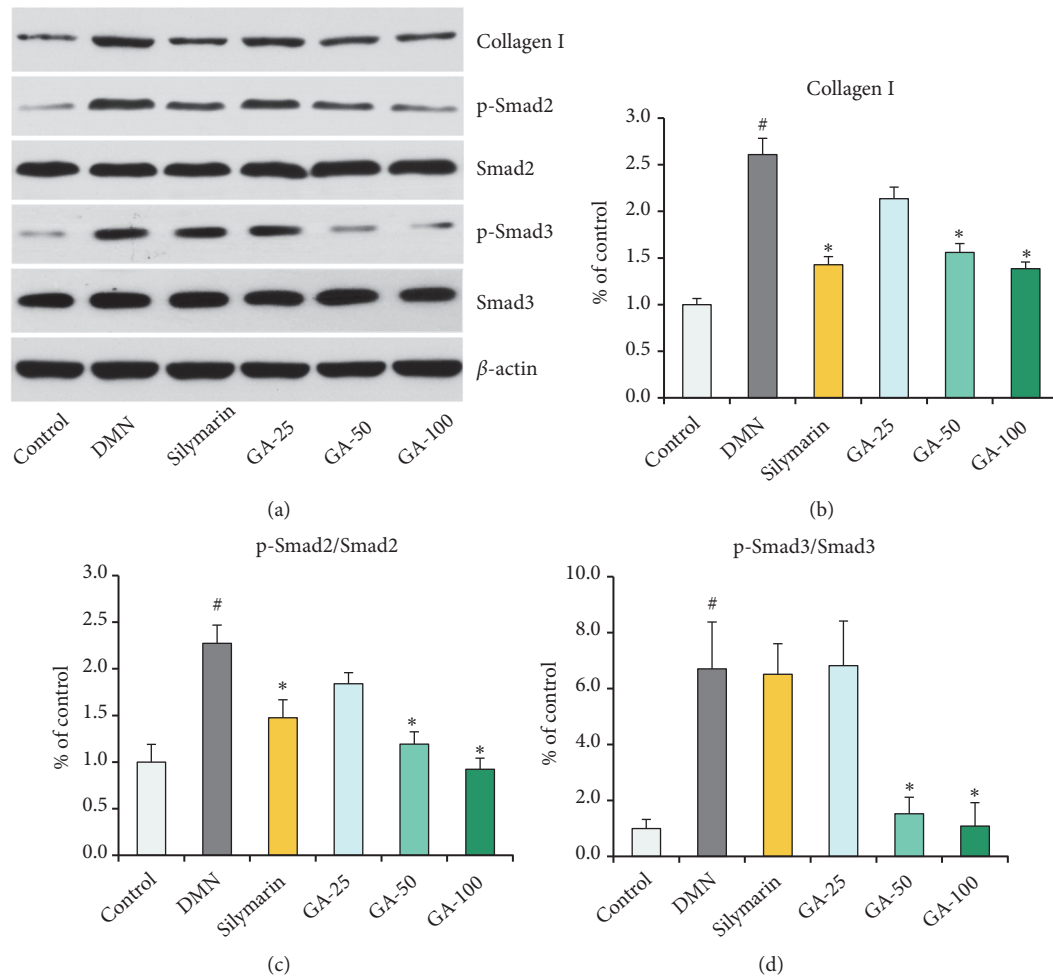 Collagen I
p-Smad2
Smad2
p-Smad3
Smad3
β-actin
Control
DMN
Silymarin
GA-25
GA-50
GA-100
(a)
Collagen I
% of control
3.0
2.5
2.0
1.5
1.0
0.5
0.0
#
*
*
*
Control
DMN
Silymarin
GA-25
GA-50
GA-100
(b)
p-Smad2/Smad2
% of control
3.0
2.5
2.0
1.5
1.0
0.5
0.0
#
*
*
*
Control
DMN
Silymarin
GA-25
GA-50
GA-100
(c)
p-Smad3/Smad3
% of control
10.0
8.0
6.0
4.0
2.0
0.0
#
*
*
Control
DMN
Silymarin
GA-25
GA-50
GA-100
(d)